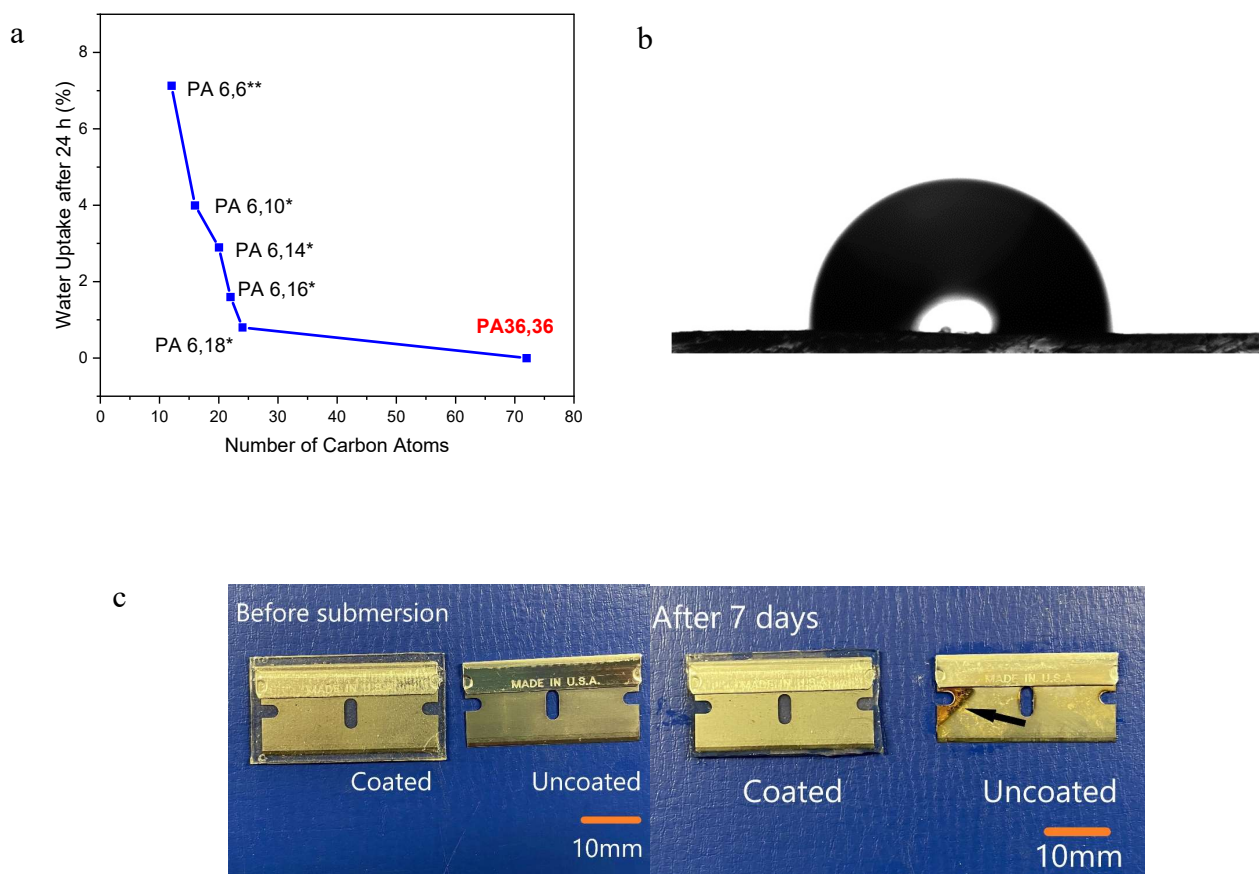 a
Water Uptake after 24 h (%)
8
6
4
2
0
PA 6,6**
PA 6,10*
PA 6,14*
PA 6,16*
PA 6,18*
PA36,36
0 10 20 30 40 50 60 70 80
Number of Carbon Atoms
b
c
Before submersion
MADE IN U.S.A.
MADE IN U.S.A.
Coated
Uncoated
10mm
After 7 days
MADE IN U.S.A.
Coated
Uncoated
10mm